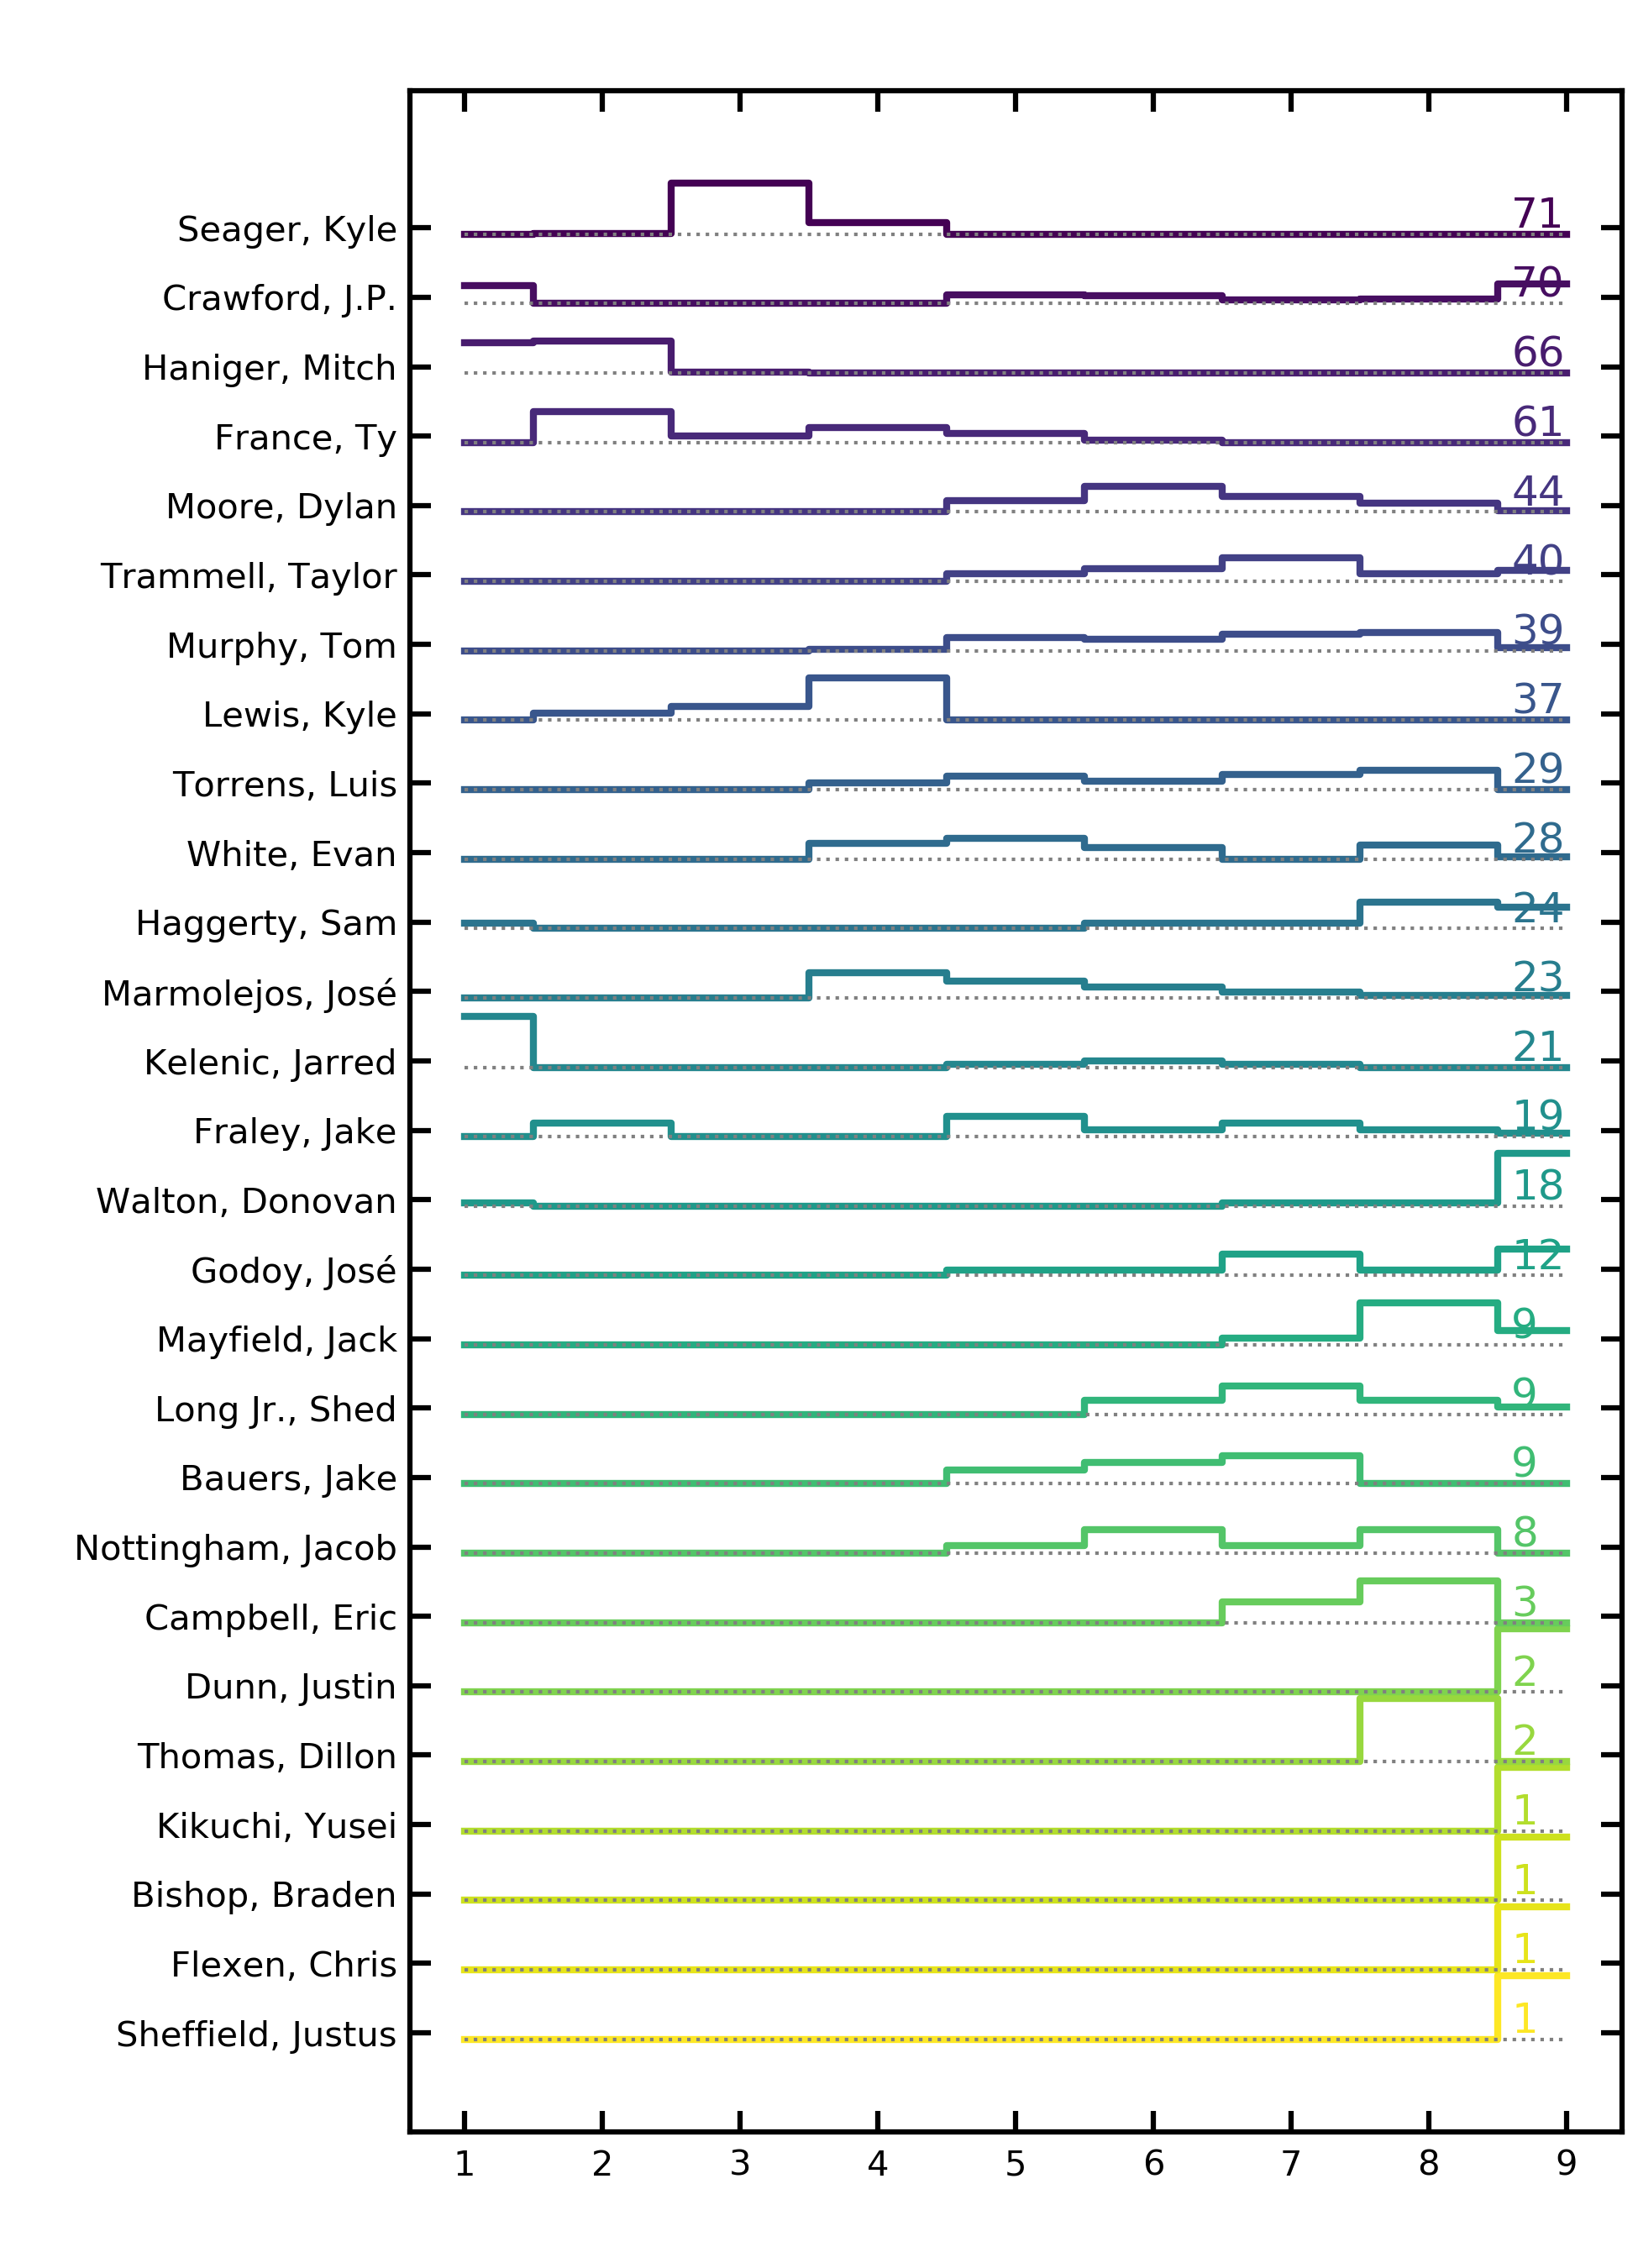 Seager, Kyle 71
Crawford, J.P. 70
Haniger, Mitch 66
France, Ty 61
Moore, Dylan 44
Trammell, Taylor 40
Murphy, Tom 39
Lewis, Kyle 37
Torrens, Luis 29
White, Evan 28
Haggerty, Sam 24
Marmolejos, José 23
Kelenic, Jarred 21
Fraley, Jake 19
Walton, Donovan 18
Godoy, José 12
Mayfield, Jack 9
Long Jr., Shed 9
Bauers, Jake 9
Nottingham, Jacob 8
Campbell, Eric 3
Dunn, Justin 2
Thomas, Dillon 2
Kikuchi, Yusei 1
Bishop, Braden 1
Flexen, Chris 1
Sheffield, Justus 1
1 2 3 4 5 6 7 8 9